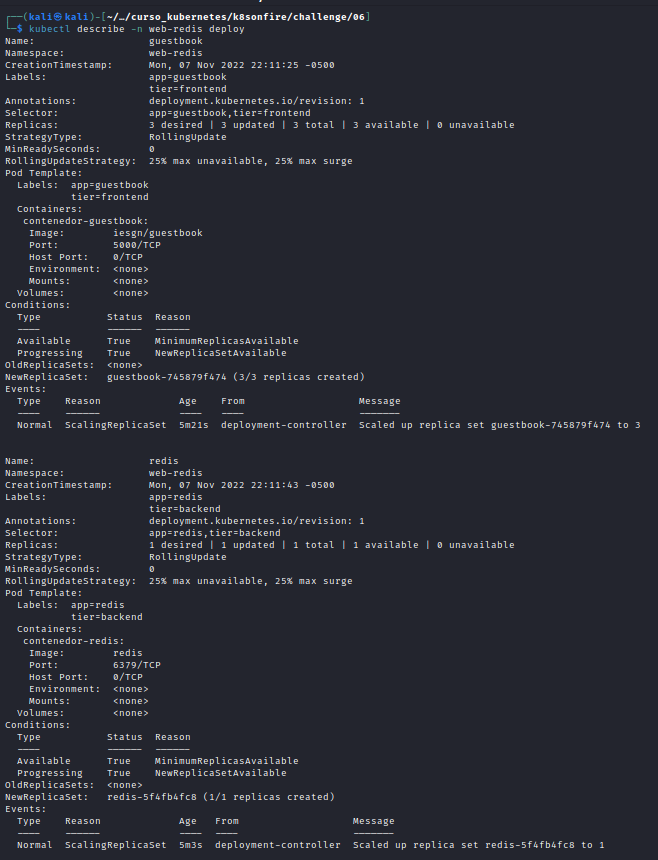 ┌──(kali㉿kali)-[~/…/curso_kubernetes/k8sonfire/challenge/06]
└─$ kubectl describe -n web-redis deploy
Name:                   guestbook
Namespace:              web-redis
CreationTimestamp:      Mon, 07 Nov 2022 22:11:25 -0500
Labels:                 app=guestbook
                        tier=frontend
Annotations:            deployment.kubernetes.io/revision: 1
Selector:               app=guestbook,tier=frontend
Replicas:               3 desired | 3 updated | 3 total | 3 available | 0 unavailable
StrategyType:           RollingUpdate
MinReadySeconds:        0
RollingUpdateStrategy:  25% max unavailable, 25% max surge
Pod Template:
  Labels:  app=guestbook
           tier=frontend
  Containers:
   contenedor-guestbook:
    Image:        iesgn/guestbook
    Port:         5000/TCP
    Host Port:    0/TCP
    Environment:  <none>
    Mounts:       <none>
  Volumes:        <none>
Conditions:
  Type           Status  Reason
  ----           ------  ------
  Available      True    MinimumReplicasAvailable
  Progressing    True    NewReplicaSetAvailable
OldReplicaSets:  <none>
NewReplicaSet:   guestbook-745879f474 (3/3 replicas created)
Events:
  Type    Reason             Age    From                   Message
  ----    ------             ----   ----                   -------
  Normal  ScalingReplicaSet  5m21s  deployment-controller  Scaled up replica set guestbook-745879f474 to 3
Name:                   redis
Namespace:              web-redis
CreationTimestamp:      Mon, 07 Nov 2022 22:11:43 -0500
Labels:                 app=redis
                        tier=backend
Annotations:            deployment.kubernetes.io/revision: 1
Selector:               app=redis,tier=backend
Replicas:               1 desired | 1 updated | 1 total | 1 available | 0 unavailable
StrategyType:           RollingUpdate
MinReadySeconds:        0
RollingUpdateStrategy:  25% max unavailable, 25% max surge
Pod Template:
  Labels:  app=redis
           tier=backend
  Containers:
   contenedor-redis:
    Image:        redis
    Port:         6379/TCP
    Host Port:    0/TCP
    Environment:  <none>
    Mounts:       <none>
  Volumes:        <none>
Conditions:
  Type           Status  Reason
  ----           ------  ------
  Available      True    MinimumReplicasAvailable
  Progressing    True    NewReplicaSetAvailable
OldReplicaSets:  <none>
NewReplicaSet:   redis-5f4fb4fc8 (1/1 replicas created)
Events:
  Type    Reason             Age   From                   Message
  ----    ------             ----  ----                   -------
  Normal  ScalingReplicaSet  5m3s  deployment-controller  Scaled up replica set redis-5f4fb4fc8 to 1